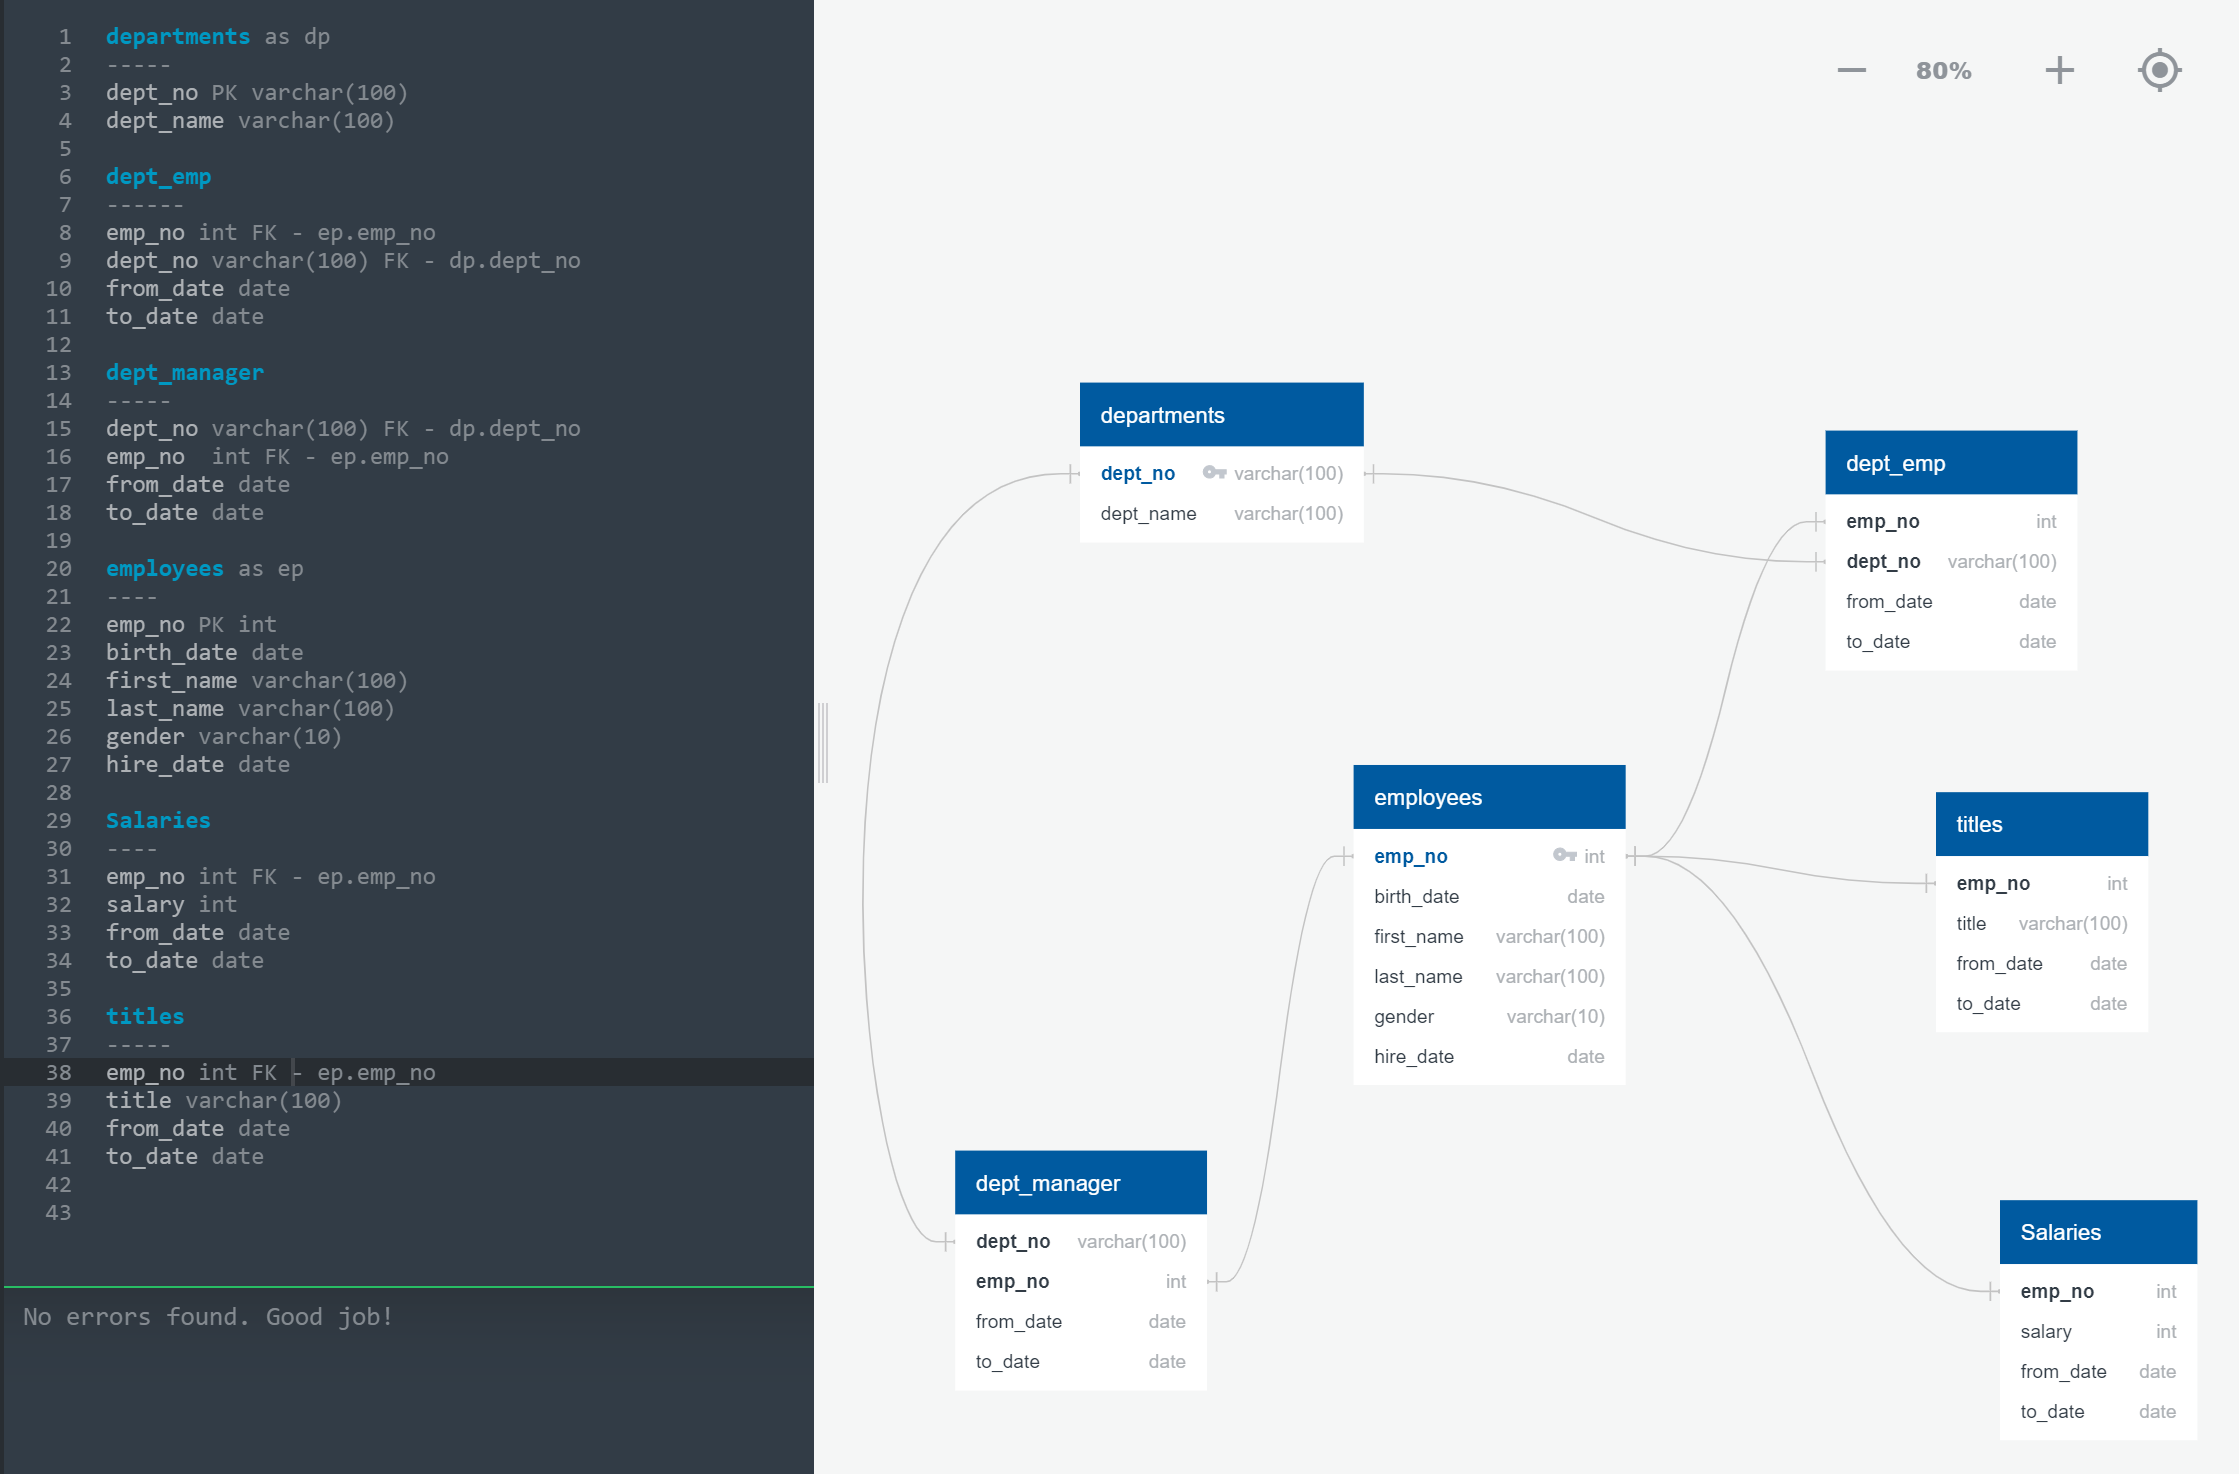 1 departments as dp
2 -----
3 dept_no PK varchar(100)
4 dept_name varchar(100)
5
6 dept_emp
7 ------
8 emp_no int FK - ep.emp_no
9 dept_no varchar(100) FK - dp.dept_no
10 from_date date
11 to_date date
12
13 dept_manager
14 -----
15 dept_no varchar(100) FK - dp.dept_no
16 emp_no  int FK - ep.emp_no
17 from_date date
18 to_date date
19
20 employees as ep
21 ----
22 emp_no PK int
23 birth_date date
24 first_name varchar(100)
25 last_name varchar(100)
26 gender varchar(10)
27 hire_date date
28
29 Salaries
30 ----
31 emp_no int FK - ep.emp_no
32 salary int
33 from_date date
34 to_date date
35
36 titles
37 -----
38 emp_no int FK - ep.emp_no
39 title varchar(100)
40 from_date date
41 to_date date
42
43
No errors found. Good job!
80%
departments
dept_no varchar(100)
dept_name varchar(100)
dept_emp
emp_no int
dept_no varchar(100)
from_date date
to_date date
employees
emp_no int
birth_date date
first_name varchar(100)
last_name varchar(100)
gender varchar(10)
hire_date date
titles
emp_no int
title varchar(100)
from_date date
to_date date
dept_manager
dept_no varchar(100)
emp_no int
from_date date
to_date date
Salaries
emp_no int
salary int
from_date date
to_date date